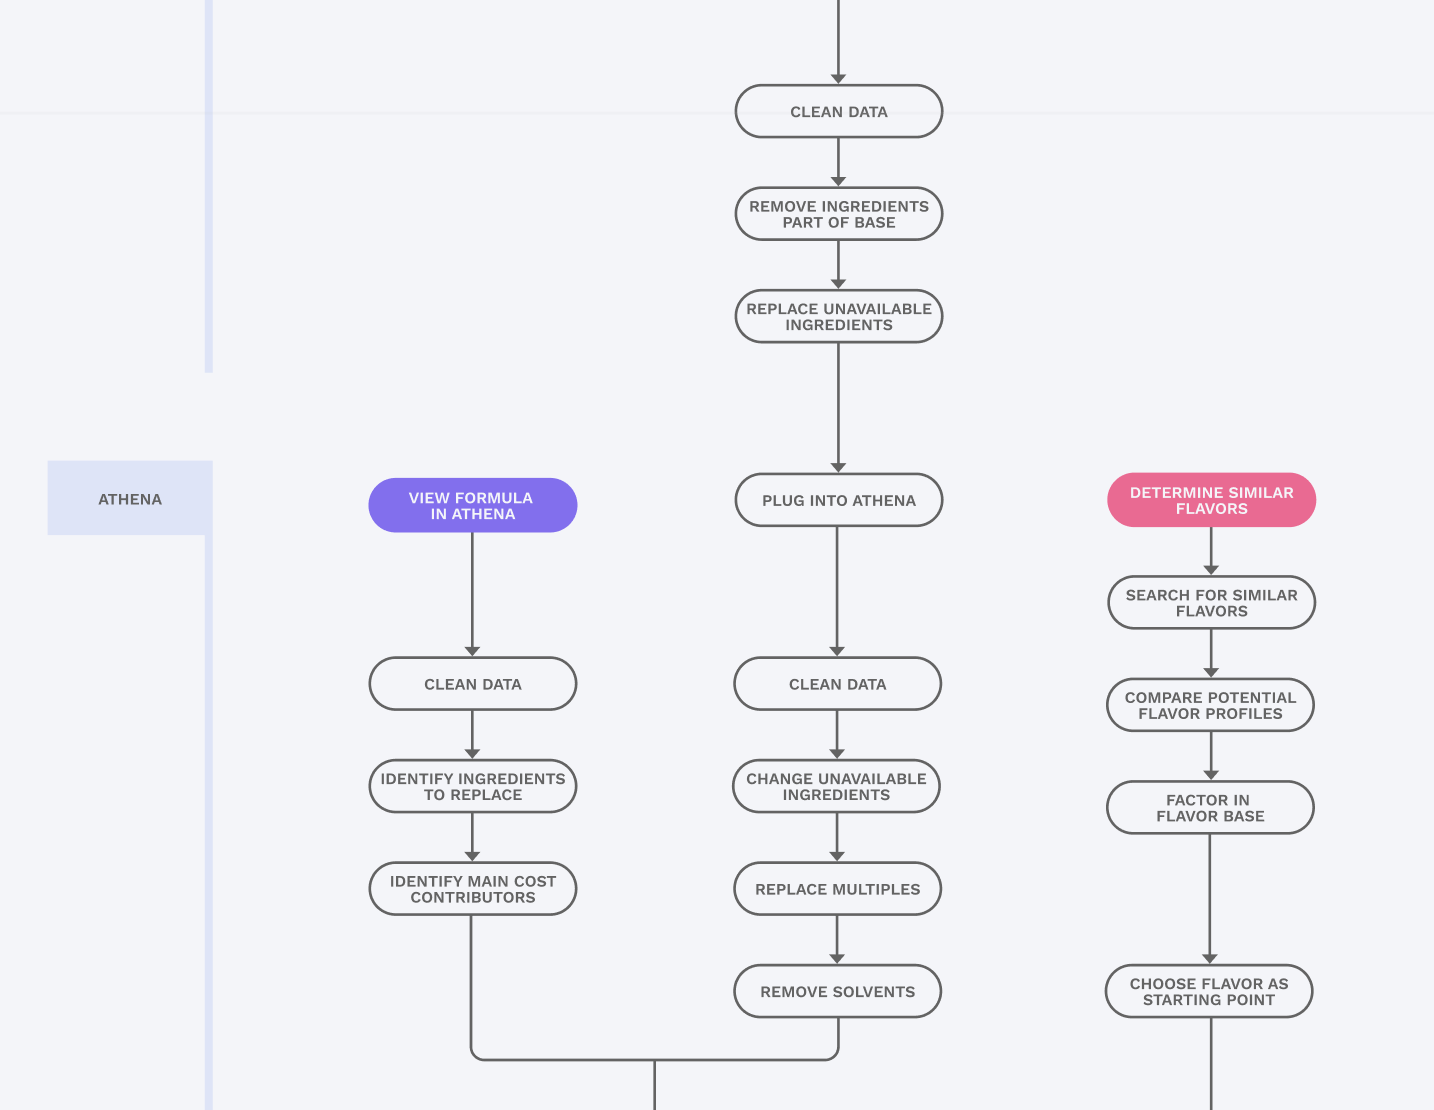 CLEAN DATA
REMOVE INGREDIENTS
PART OF BASE
REPLACE UNAVAILABLE
INGREDIENTS
ATHENA
VIEW FORMULA
IN ATHENA
PLUG INTO ATHENA
DETERMINE SIMILAR
FLAVORS
SEARCH FOR SIMILAR
FLAVORS
CLEAN DATA
CLEAN DATA
COMPARE POTENTIAL
FLAVOR PROFILES
IDENTIFY INGREDIENTS
TO REPLACE
CHANGE UNAVAILABLE
INGREDIENTS
FACTOR IN
FLAVOR BASE
IDENTIFY MAIN COST
CONTRIBUTORS
REPLACE MULTIPLES
REMOVE SOLVENTS
CHOOSE FLAVOR AS
STARTING POINT